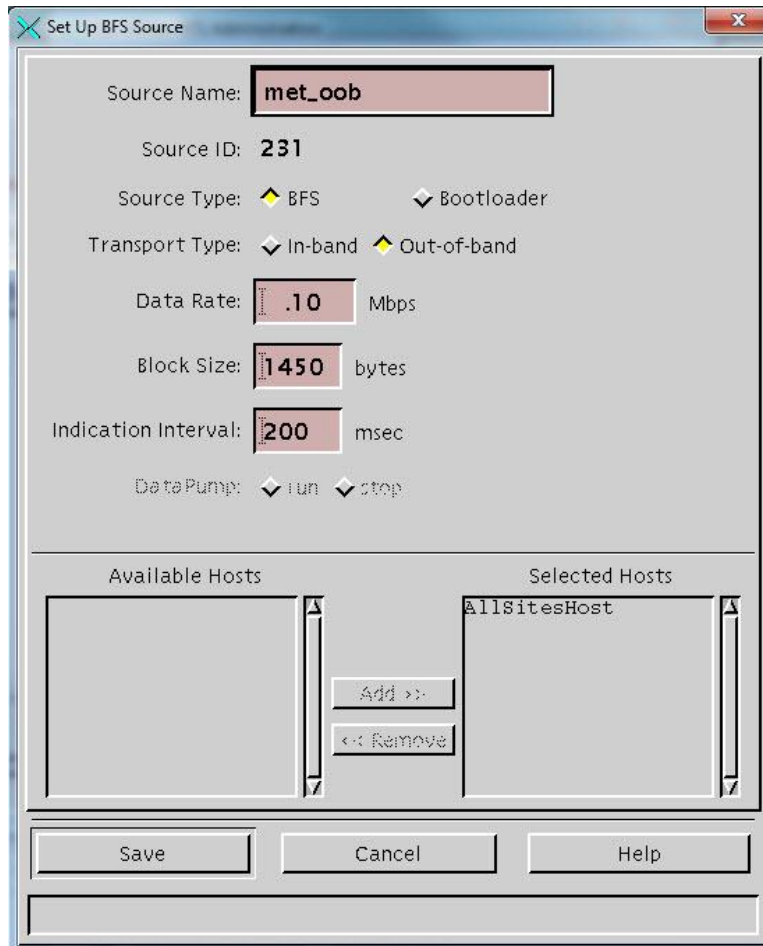 Set Up BFS Source
x
Source Name: met_oob
Source ID: 231
Source Type: BFS Bootloader
Transport Type: In-band Out-of-band
Data Rate: .10 Mbps
Block Size: 1450 bytes
Indication Interval: 200 msec
DataPump: run stop
Available Hosts Selected Hosts
AllSitesHost
Add >>
<< Remove
Save Cancel Help